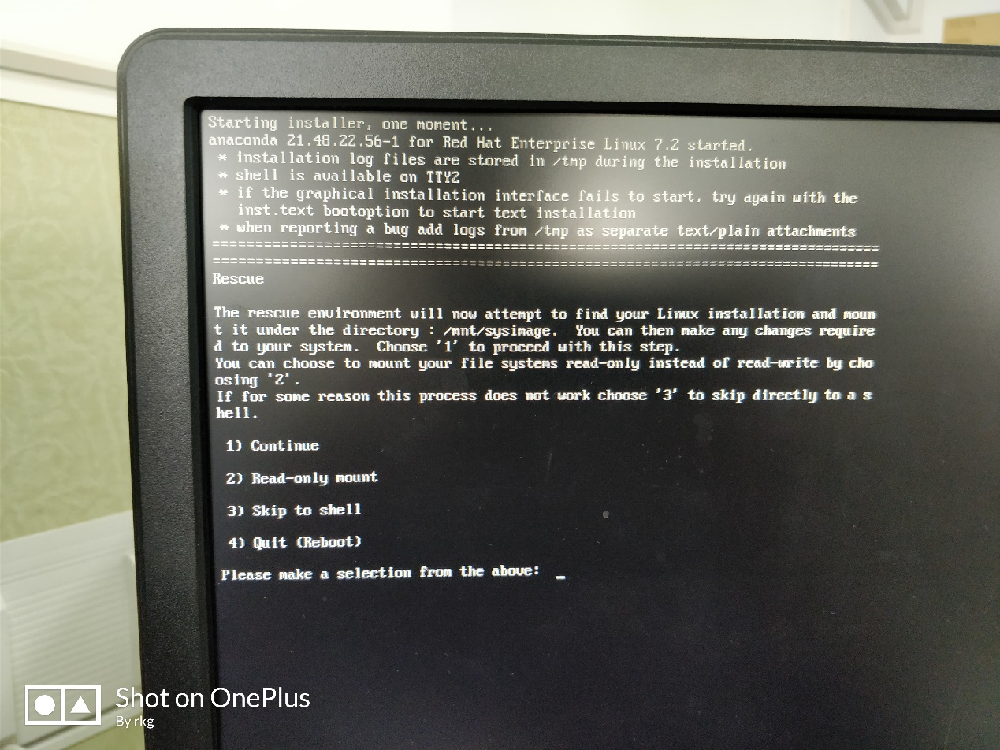 Starting installer, one moment...
anaconda 21.48.22.56-1 for Red Hat Enterprise Linux 7.2 started.
* installation log files are stored in /tmp during the installation
* shell is available on TTY2
* if the graphical installation interface fails to start, try again with the
inst.text bootoption to start text installation
* when reporting a bug add logs from /tmp as separate text/plain attachments
================================================================================
================================================================================
Rescue
The rescue environment will now attempt to find your Linux installation and moun
t it under the directory : /mnt/sysimage.  You can then make any changes require
d to your system.  Choose '1' to proceed with this step.
You can choose to mount your file systems read-only instead of read-write by cho
osing '2'.
If for some reason this process does not work choose '3' to skip directly to a s
hell.
1) Continue
2) Read-only mount
3) Skip to shell
4) Quit (Reboot)
Please make a selection from the above:  _
Shot on OnePlus
By rkg